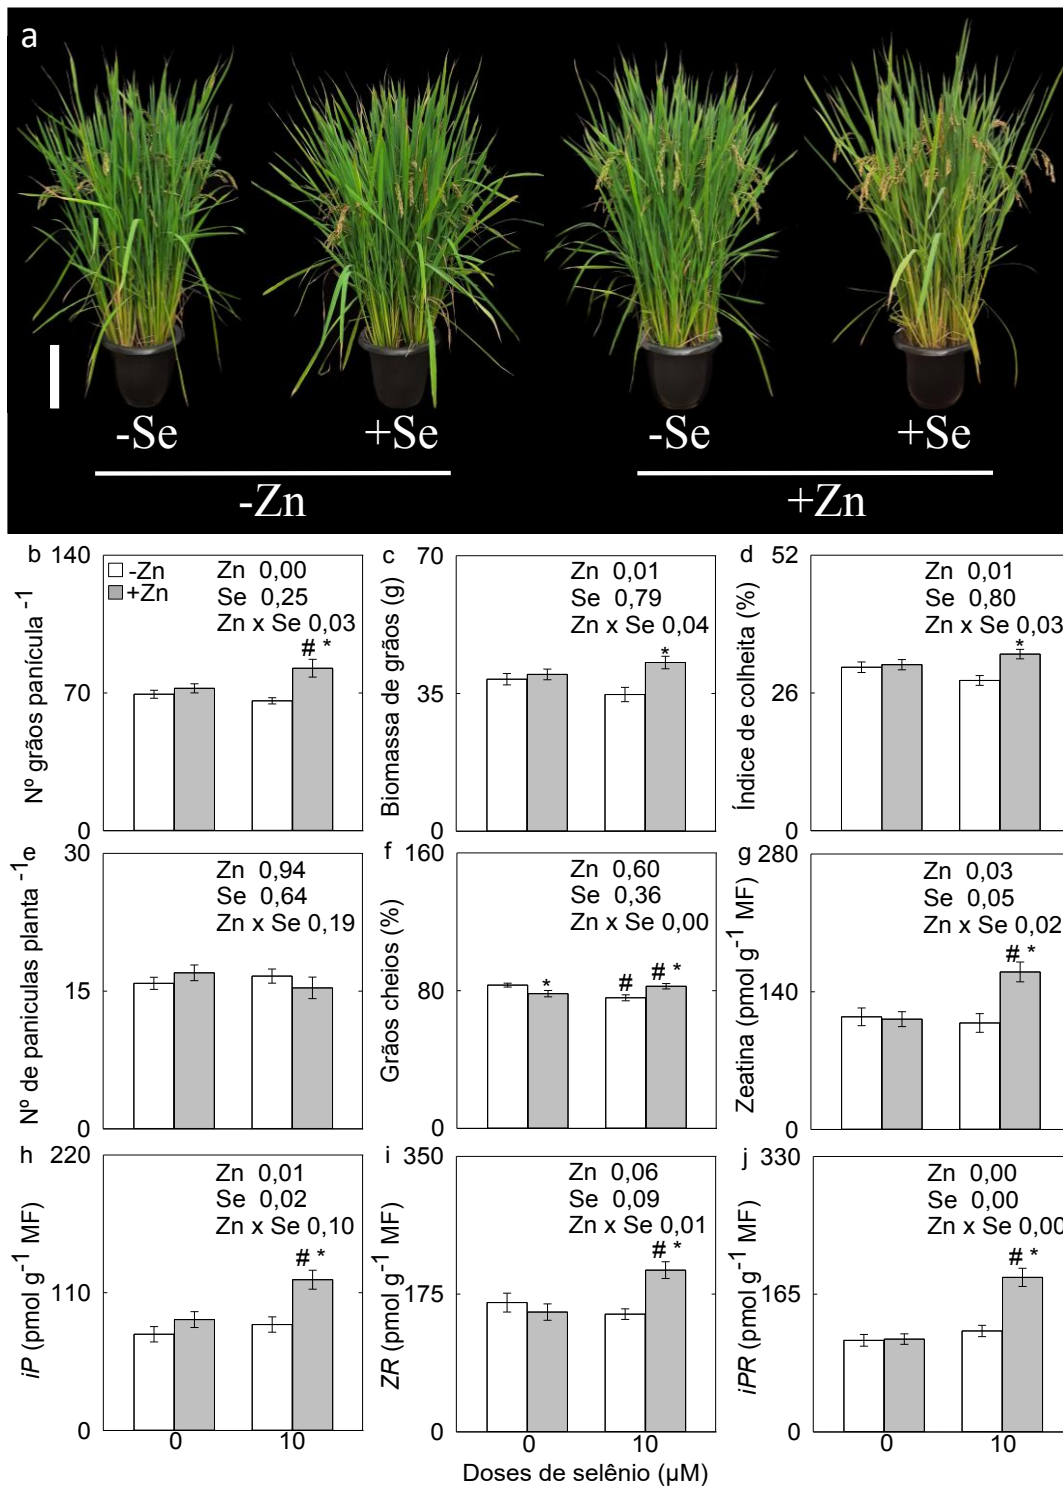 a
-Se
+Se
-Se
+Se
-Zn
+Zn
b
140
70
0
Nº grãos panícula -1
-Zn
+Zn
Zn 0,00
Se 0,25
Zn x Se 0,03
# *
c
70
35
0
Biomassa de grãos (g)
Zn 0,01
Se 0,79
Zn x Se 0,04
*
d
52
26
0
Índice de colheita (%)
Zn 0,01
Se 0,80
Zn x Se 0,03
*
e
30
15
0
Nº de paniculas planta -1
Zn 0,94
Se 0,64
Zn x Se 0,19
f
160
80
0
Grãos cheios (%)
Zn 0,60
Se 0,36
Zn x Se 0,00
*
#
# *
g
280
140
0
Zeatina (pmol g-1 MF)
Zn 0,03
Se 0,05
Zn x Se 0,02
# *
h
220
110
0
iP (pmol g-1 MF)
Zn 0,01
Se 0,02
Zn x Se 0,10
# *
0
10
i
350
175
0
ZR (pmol g-1 MF)
Zn 0,06
Se 0,09
Zn x Se 0,01
# *
0
10
j
330
165
0
iPR (pmol g-1 MF)
Zn 0,00
Se 0,00
Zn x Se 0,00
# *
0
10
Doses de selênio (µM)